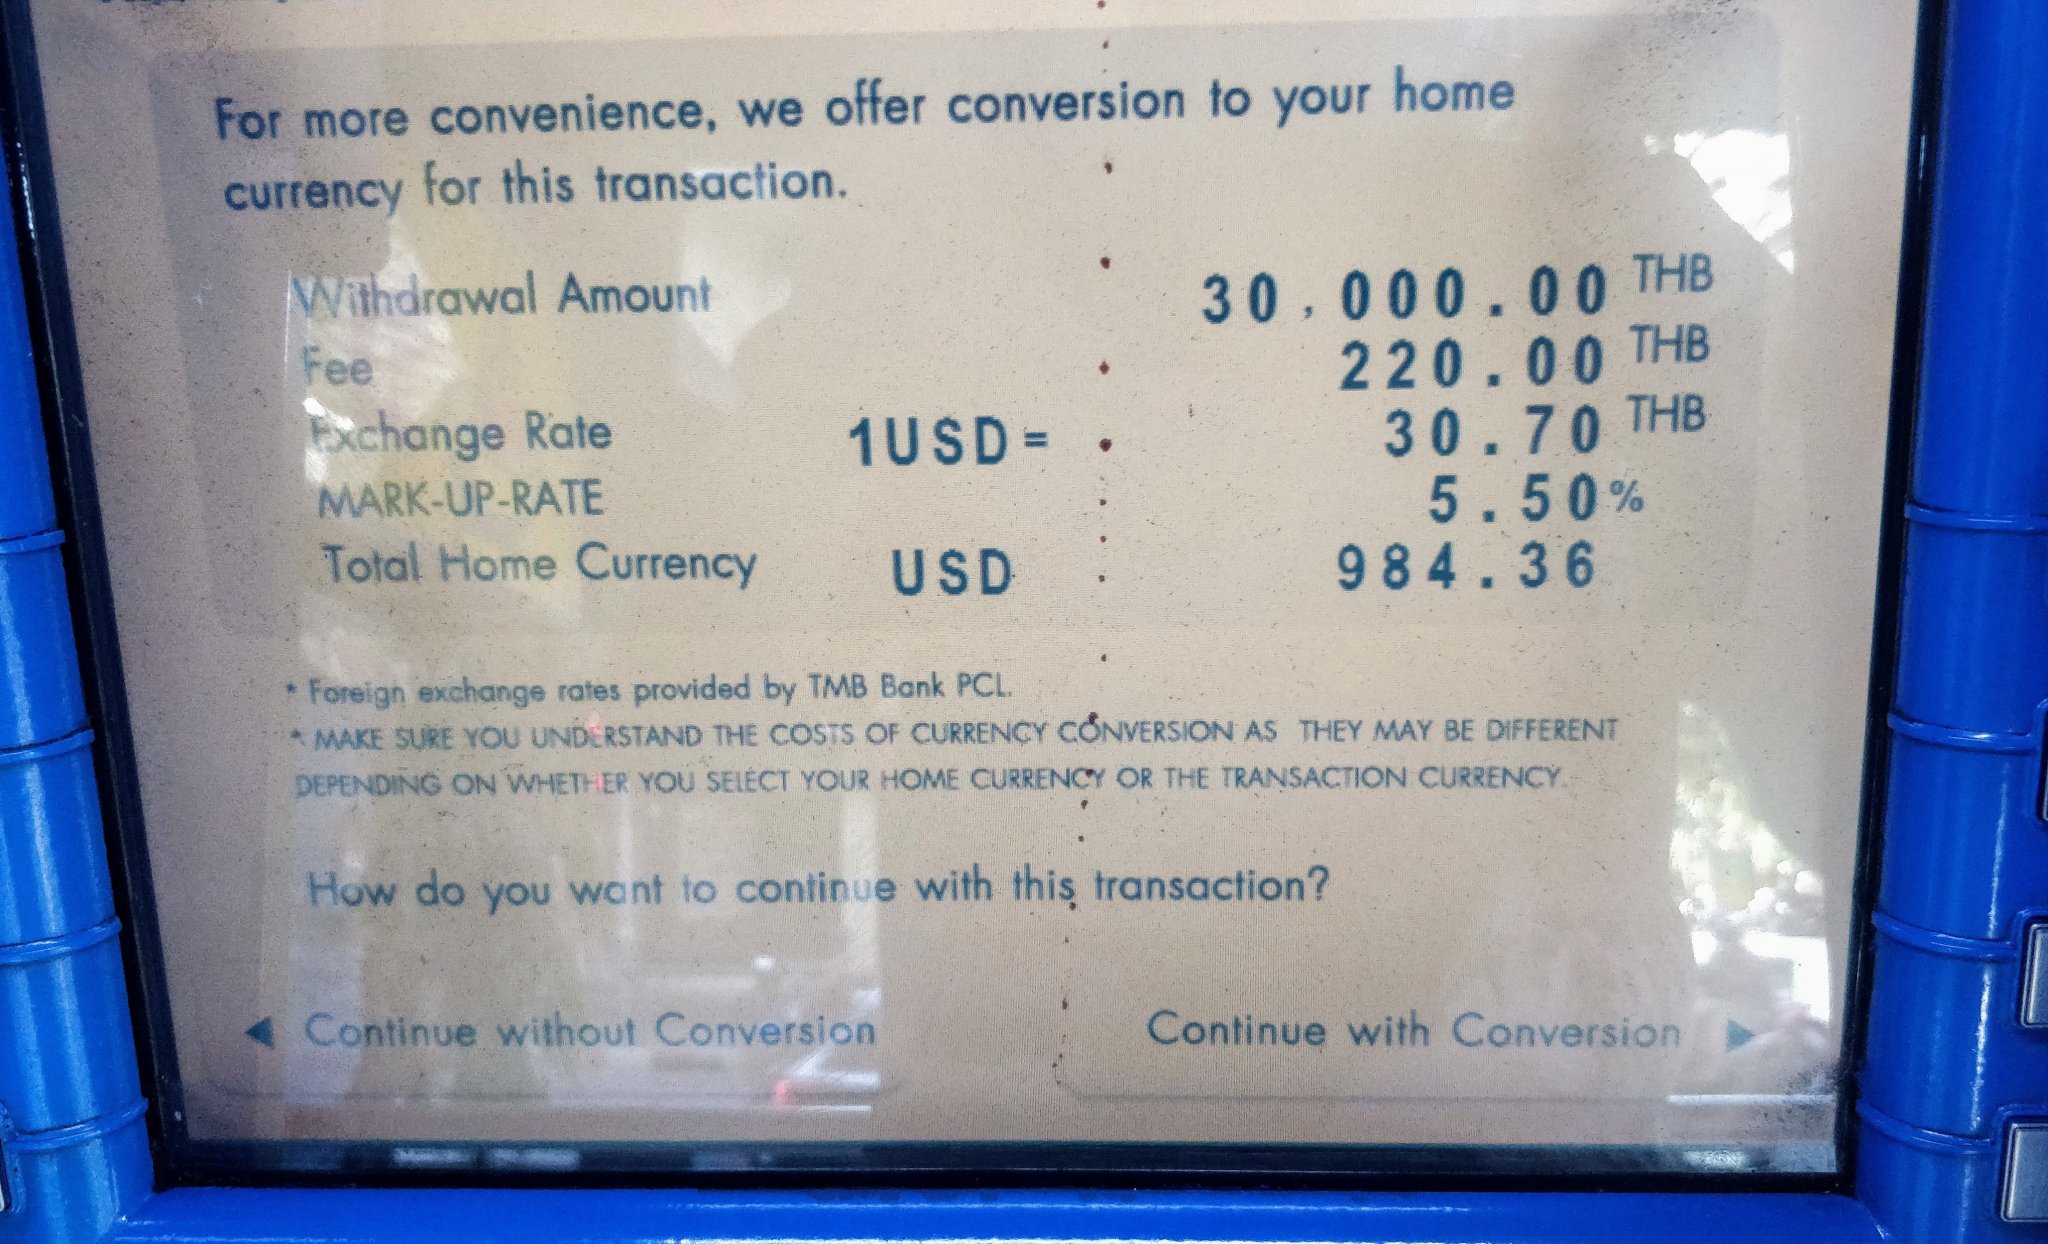 For more convenience, we offer conversion to your home
currency for this transaction.
Withdrawal Amount 30,000.00 THB
Fee 220.00 THB
Exchange Rate 1USD = 30.70 THB
MARK-UP-RATE 5.50 %
Total Home Currency USD 984.36
* Foreign exchange rates provided by TMB Bank PCL.
* MAKE SURE YOU UNDERSTAND THE COSTS OF CURRENCY CONVERSION AS THEY MAY BE DIFFERENT
DEPENDING ON WHETHER YOU SELECT YOUR HOME CURRENCY OR THE TRANSACTION CURRENCY.
How do you want to continue with this transaction?
◀ Continue without Conversion Continue with Conversion ▶